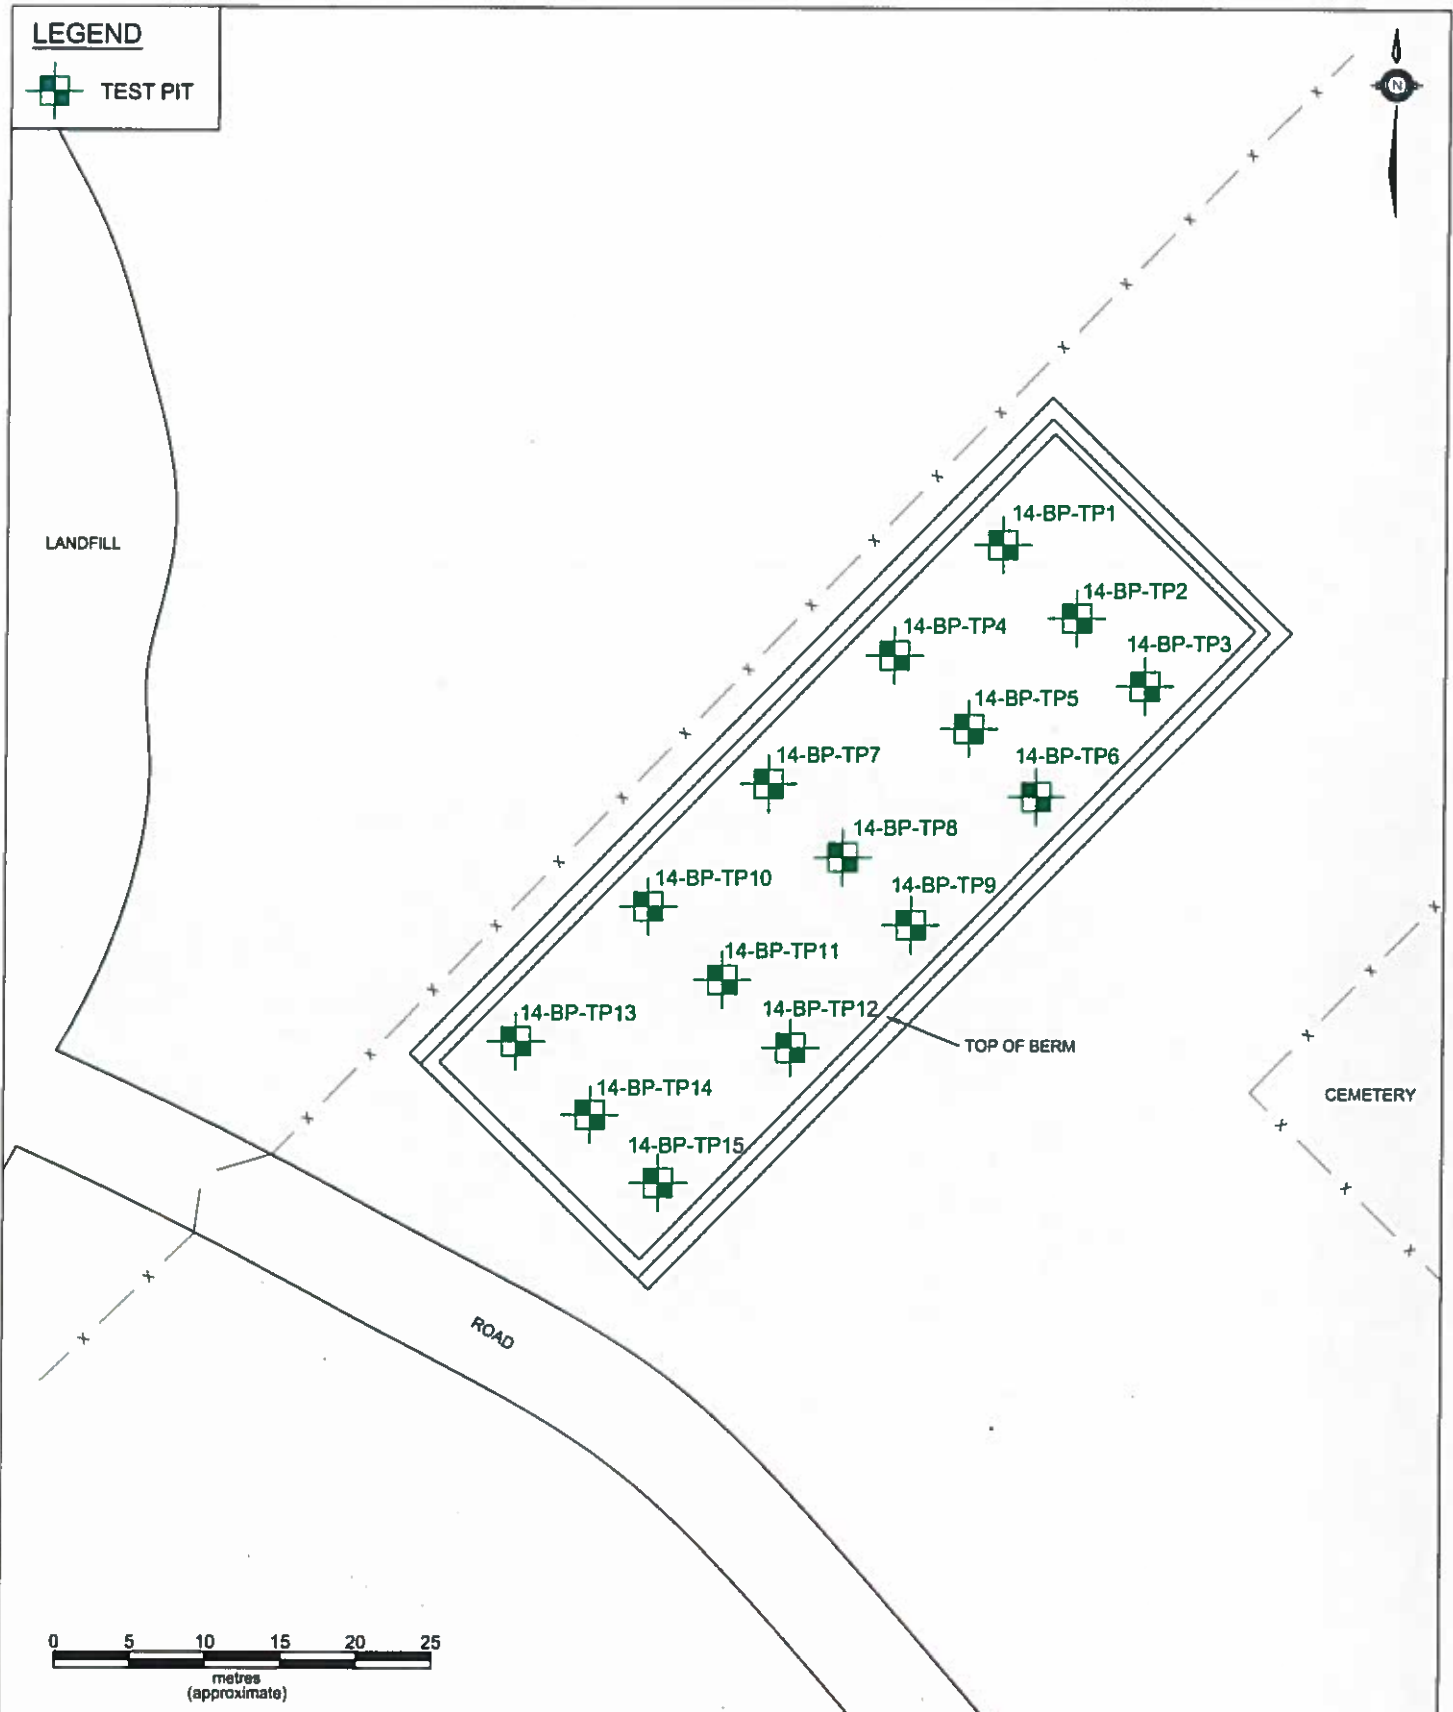 LEGEND
TEST PIT
N
14-BP-TP1
14-BP-TP2
14-BP-TP4
14-BP-TP3
14-BP-TP5
14-BP-TP7
14-BP-TP6
14-BP-TP8
14-BP-TP10
14-BP-TP9
14-BP-TP11
14-BP-TP13
14-BP-TP12
14-BP-TP14
14-BP-TP15
LANDFILL
TOP OF BERM
CEMETERY
ROAD
0 5 10 15 20 25
metres
(approximate)